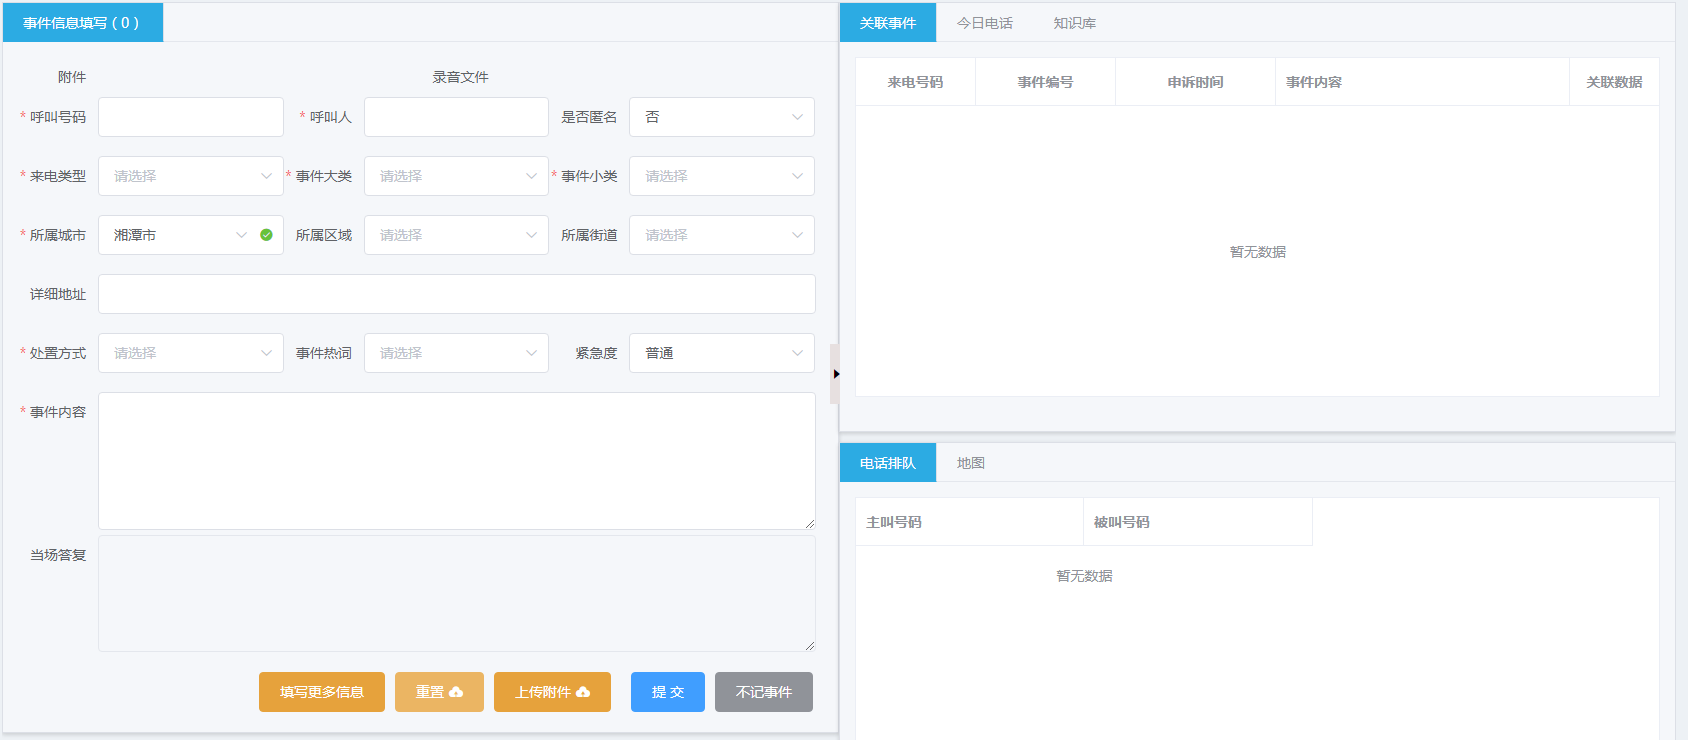 事件信息填写 ( 0 )
附件 录音文件
* 呼叫号码 * 呼叫人 是否匿名 否
* 来电类型 请选择 * 事件大类 请选择 * 事件小类 请选择
* 所属城市 湘潭市 所属区域 请选择 所属街道 请选择
详细地址
* 处置方式 请选择 事件热词 请选择 紧急度 普通
* 事件内容
当场答复
填写更多信息 重置 上传附件 提 交 不记事件
关联事件 今日电话 知识库
来电号码 事件编号 申诉时间 事件内容 关联数据
暂无数据
电话排队 地图
主叫号码 被叫号码
暂无数据